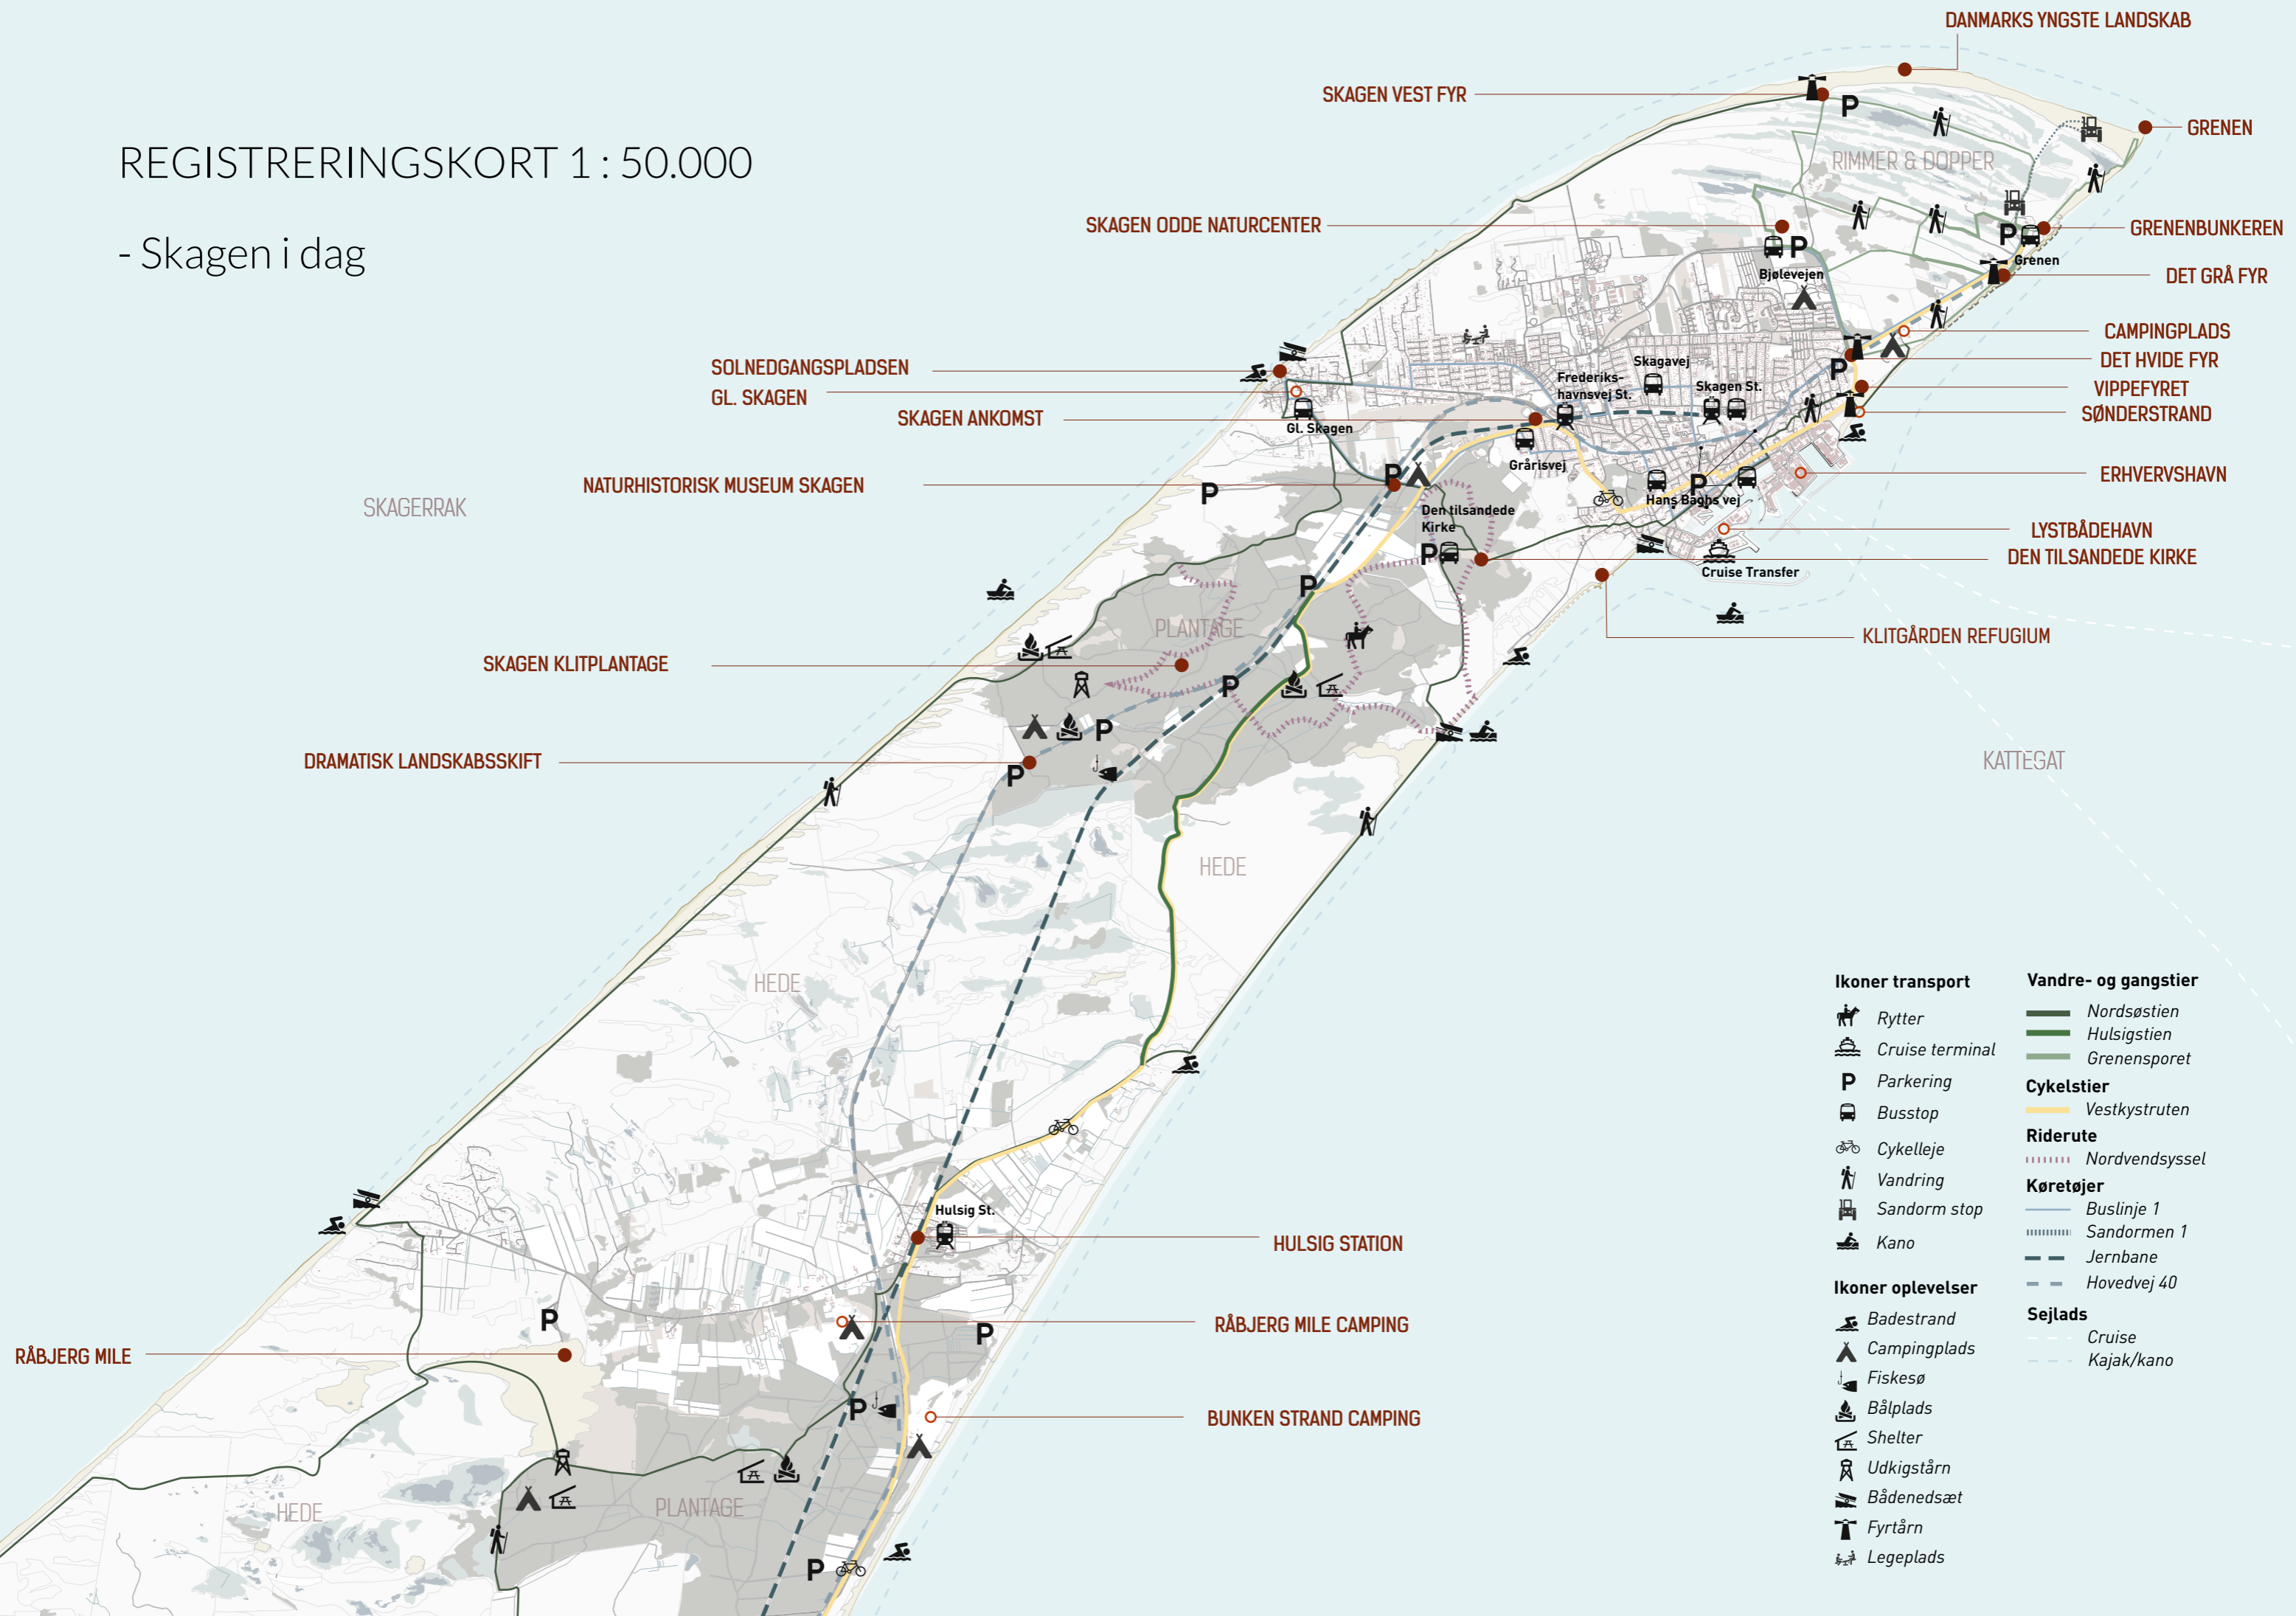 DANMARKS YNGSTE LANDSKAB
SKAGEN VEST FYR
P
GRENEN
REGISTRERINGSKORT 1 : 50.000
- Skagen i dag
RIMMER & DOPPER
SKAGEN ODDE NATURCENTER
P
Bjølevejen
P
Grenen
GRENENBUNKEREN
DET GRÅ FYR
CAMPINGPLADS
DET HVIDE FYR
P
VIPPEFYRET
SØNDERSTRAND
SOLNEDGANGSPLADSEN
GL. SKAGEN
SKAGEN ANKOMST
Gl. Skagen
Skagavej
Frederiks-
havnsvej St.
Skagen St.
Grårisvej
NATURHISTORISK MUSEUM SKAGEN
P
P
P
Hans Baghs vej
ERHVERVSHAVN
SKAGERRAK
Den tilsandede
Kirke
P
LYSTBÅDEHAVN
DEN TILSANDEDE KIRKE
Cruise Transfer
P
PLANTAGE
KLITGÅRDEN REFUGIUM
SKAGEN KLITPLANTAGE
P
P
DRAMATISK LANDSKABSSKIFT
P
KATTEGAT
HEDE
HEDE
Hulsig St.
HULSIG STATION
P
P
RÅBJERG MILE CAMPING
RÅBJERG MILE
P
BUNKEN STRAND CAMPING
HEDE
PLANTAGE
P
Ikoner transport
Rytter
Cruise terminal
P Parkering
Busstop
Cykelleje
Vandring
Sandorm stop
Kano
Ikoner oplevelser
Badestrand
Campingplads
Fiskesø
Bålplads
Shelter
Udkigstårn
Bådenedsæt
Fyrtårn
Legeplads
Vandre- og gangstier
Nordsøstien
Hulsigstien
Grenensporet
Cykelstier
Vestkystruten
Riderute
Nordvendsyssel
Køretøjer
Buslinje 1
Sandormen 1
Jernbane
Hovedvej 40
Sejlads
Cruise
Kajak/kano